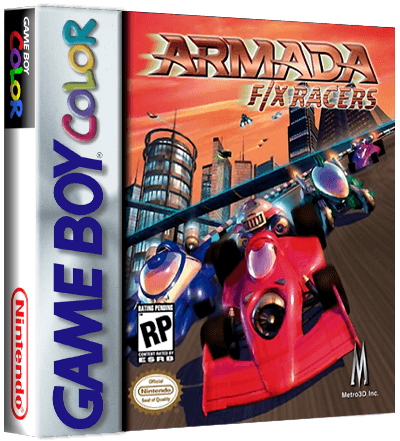 GAME BOY
COLOR
Nintendo
GAME BOY COLOR
ARMADA
F/X RACERS
RATING PENDING
RP
CONTENT RATED BY
ESRB
Official
Nintendo
Seal of Quality
M
Metro3D, Inc.